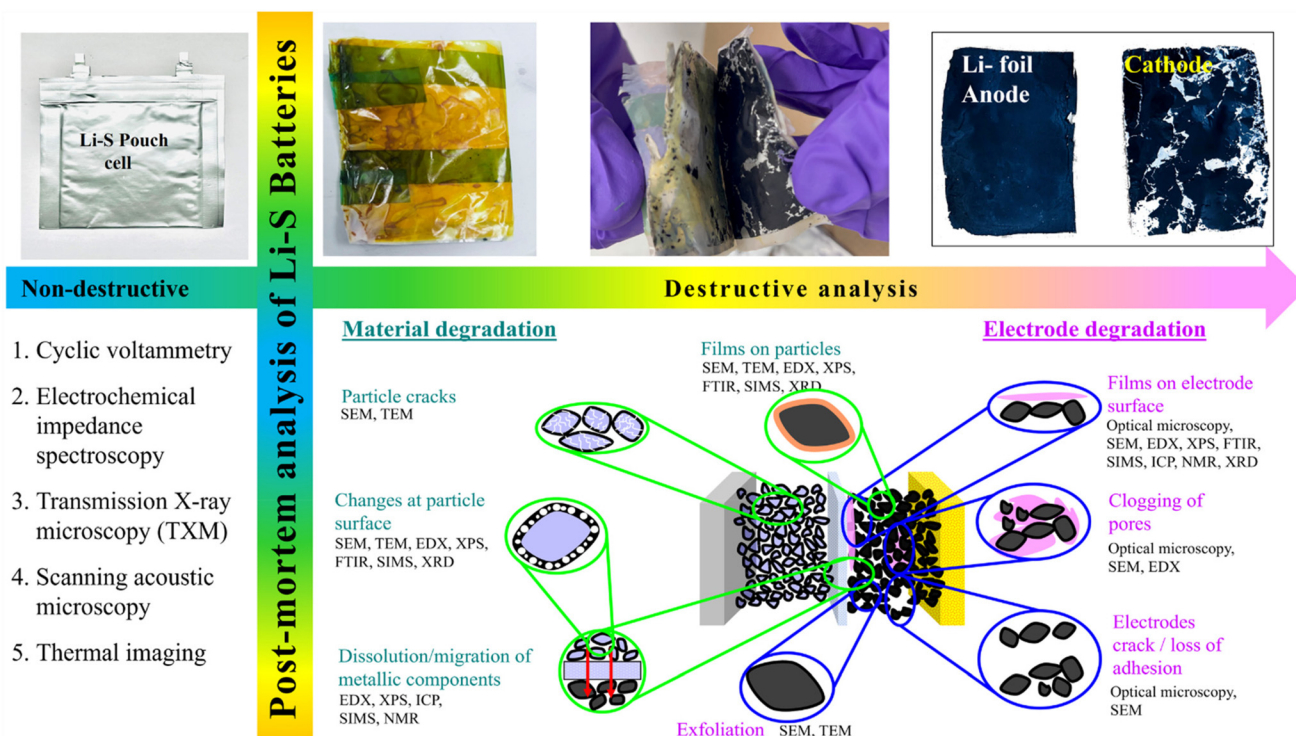 Li-S Pouch
cell
Li- foil
Anode
Cathode
Post-mortem analysis of Li-S Batteries
Non-destructive
Destructive analysis
1. Cyclic voltammetry
2. Electrochemical
impedance
spectroscopy
3. Transmission X-ray
microscopy (TXM)
4. Scanning acoustic
microscopy
5. Thermal imaging
Material degradation
Particle cracks
SEM, TEM
Changes at particle
surface
SEM, TEM, EDX, XPS,
FTIR, SIMS, XRD
Dissolution/migration of
metallic components
EDX, XPS, ICP,
SIMS, NMR
Films on particles
SEM, TEM, EDX, XPS,
FTIR, SIMS, XRD
Exfoliation SEM, TEM
Electrode degradation
Films on electrode
surface
Optical microscopy,
SEM, EDX, XPS, FTIR,
SIMS, ICP, NMR, XRD
Clogging of
pores
Optical microscopy,
SEM, EDX
Electrodes
crack / loss of
adhesion
Optical microscopy,
SEM